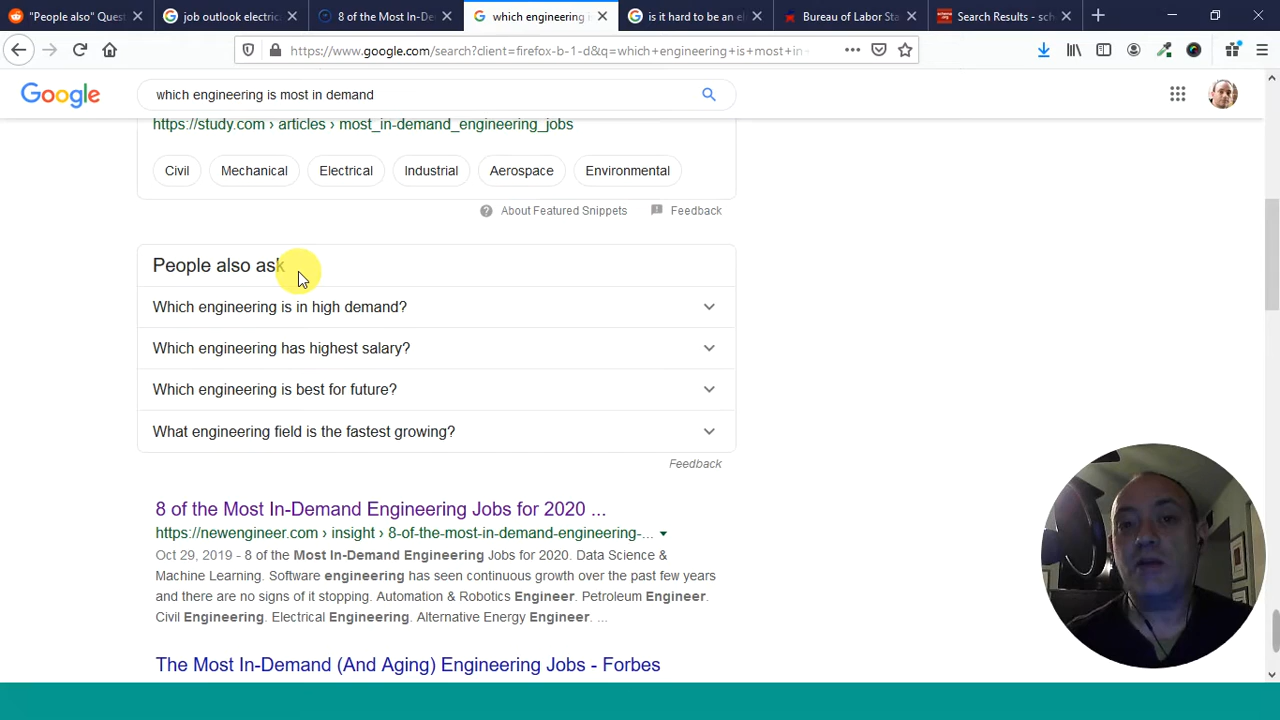 "People also" Quest
job outlook electric
8 of the Most In-De
which engineering i
is it hard to be an el
Bureau of Labor Sta
Search Results - sch
https://www.google.com/search?client=firefox-b-1-d&q=which+engineering+is+most+in-
Google
which engineering is most in demand
https://study.com › articles › most_in-demand_engineering_jobs
Civil
Mechanical
Electrical
Industrial
Aerospace
Environmental
About Featured Snippets
Feedback
People also ask
Which engineering is in high demand?
Which engineering has highest salary?
Which engineering is best for future?
What engineering field is the fastest growing?
Feedback
8 of the Most In-Demand Engineering Jobs for 2020 ...
https://newengineer.com › insight › 8-of-the-most-in-demand-engineering-...
Oct 29, 2019 - 8 of the Most In-Demand Engineering Jobs for 2020. Data Science &
Machine Learning. Software engineering has seen continuous growth over the past few years
and there are no signs of it stopping. Automation & Robotics Engineer. Petroleum Engineer.
Civil Engineering. Electrical Engineering. Alternative Energy Engineer. ...
The Most In-Demand (And Aging) Engineering Jobs - Forbes